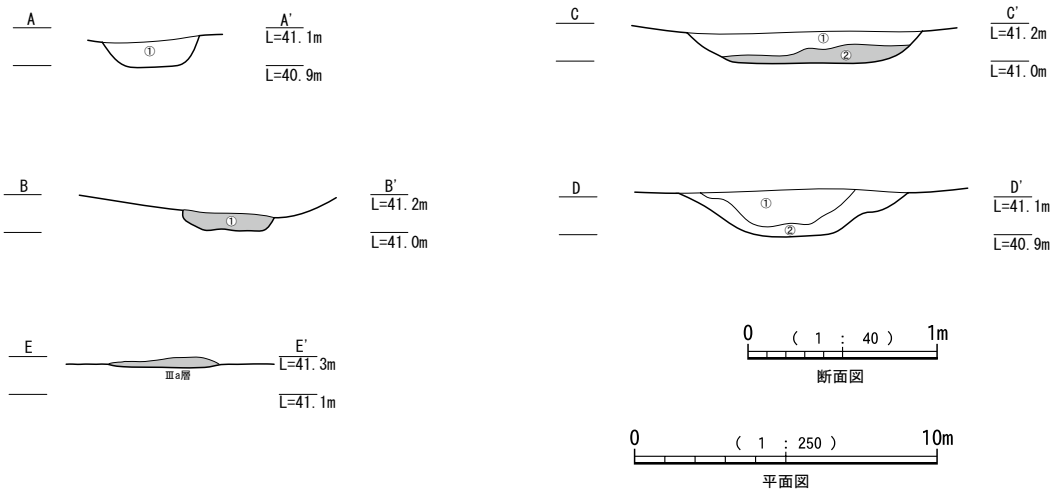 A A'
L=41.1m
①
L=40.9m
C C'
L=41.2m
①
②
L=41.0m
B B'
L=41.2m
①
L=41.0m
D D'
L=41.1m
①
②
L=40.9m
E E'
L=41.3m
Ⅲa層
L=41.1m
0 ( 1 : 40 ) 1m
断面図
0 ( 1 : 250 ) 10m
平面図